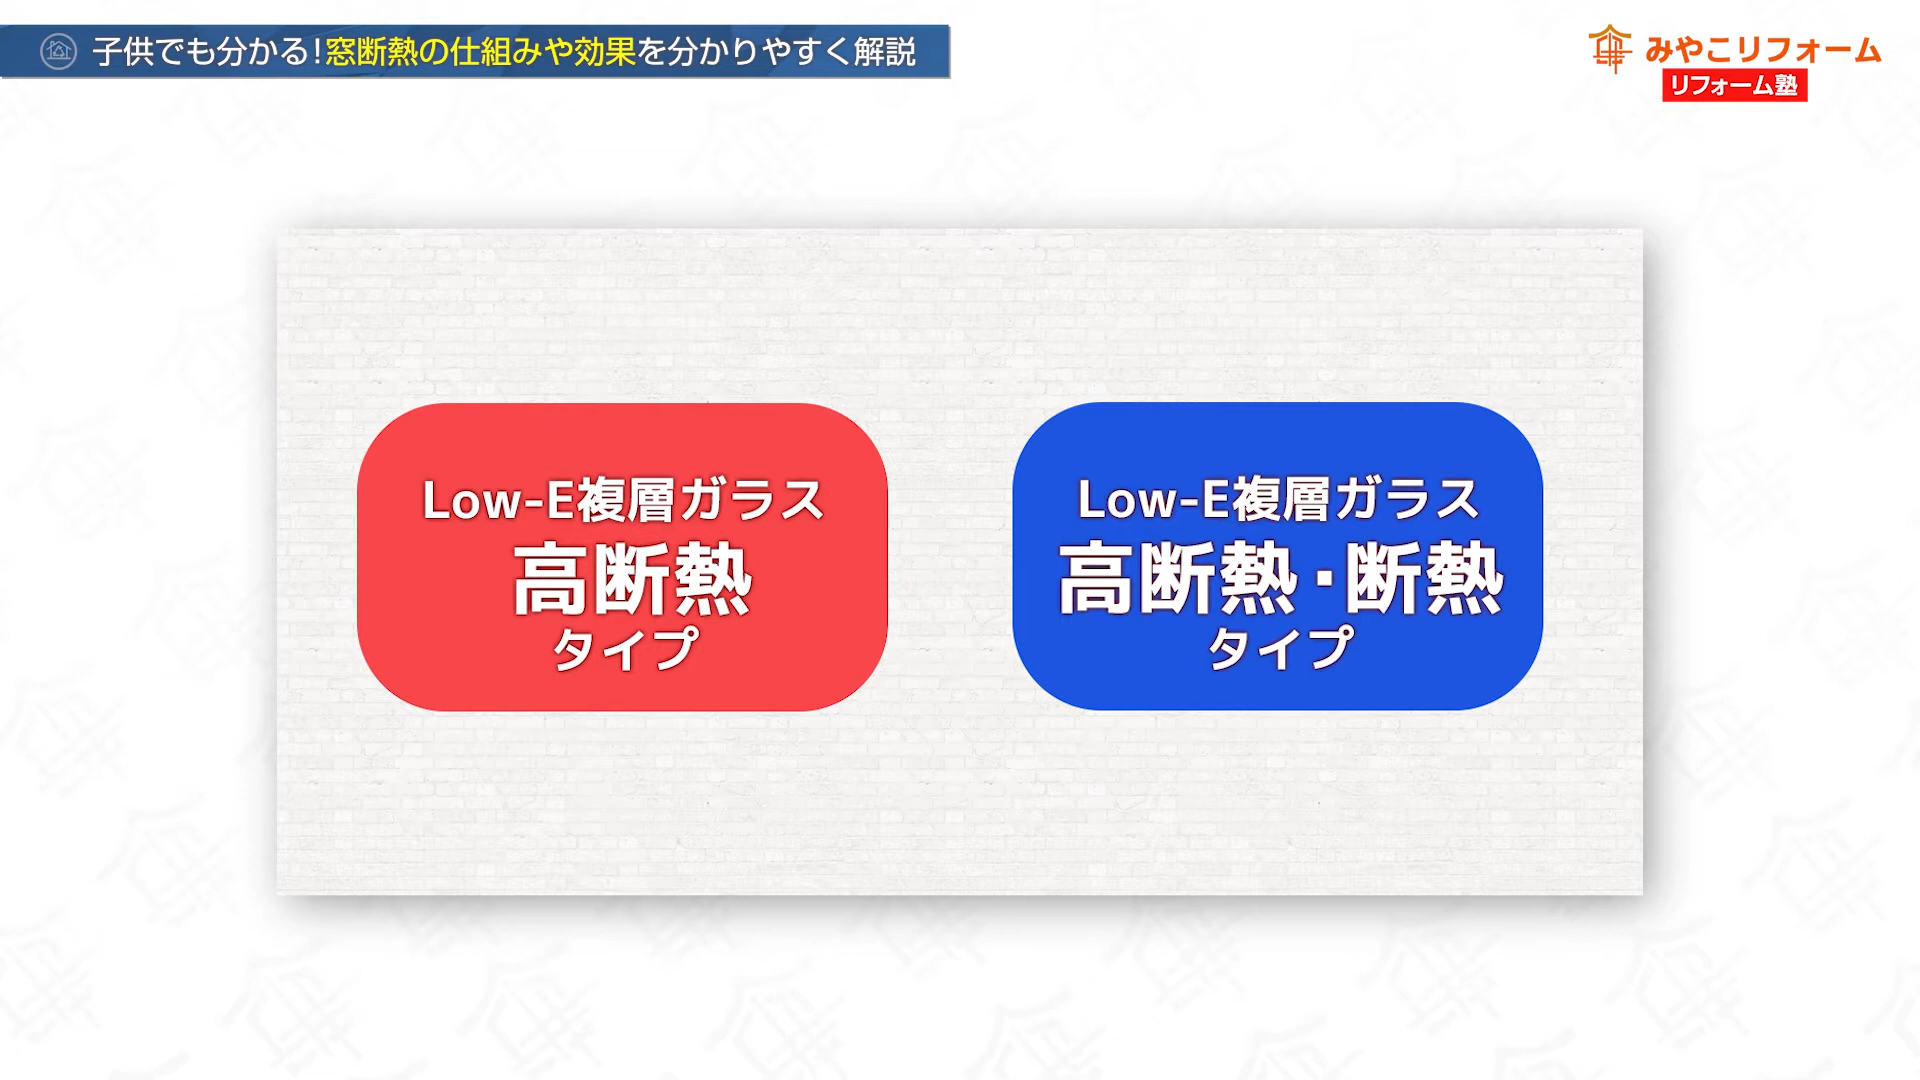 子供でも分かる!窓断熱の仕組みや効果を分かりやすく解説
みやこリフォーム
リフォーム塾
Low-E複層ガラス
高断熱
タイプ
Low-E複層ガラス
高断熱・断熱
タイプ